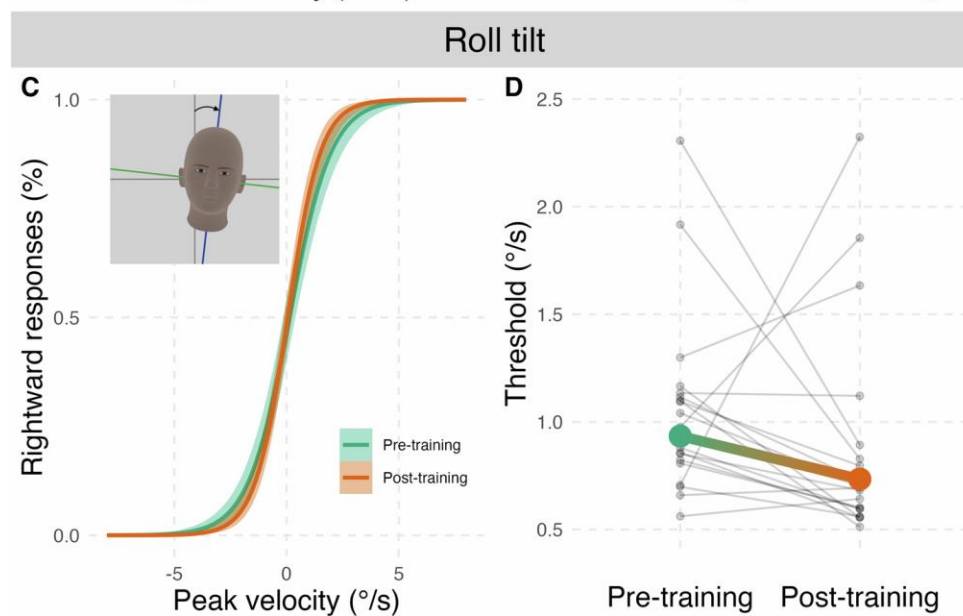 Roll tilt
C
1.0
0.5
0.0
Rightward responses (%)
-5
0
5
Peak velocity (°/s)
Pre-training
Post-training
D
2.5
2.0
1.5
1.0
0.5
Threshold (°/s)
Pre-training
Post-training